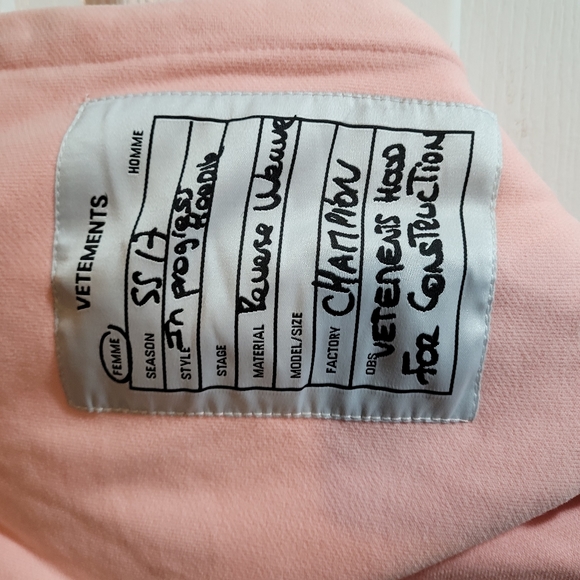 VETEMENTS
FEMME HOMME
SEASON SS 17
STYLE In progress Hoodie
STAGE
MATERIAL Reverse Weave
MODEL/SIZE
FACTORY CHAMPION
OBS VETEMENTS HOOD
FOR CONSTRUCTION